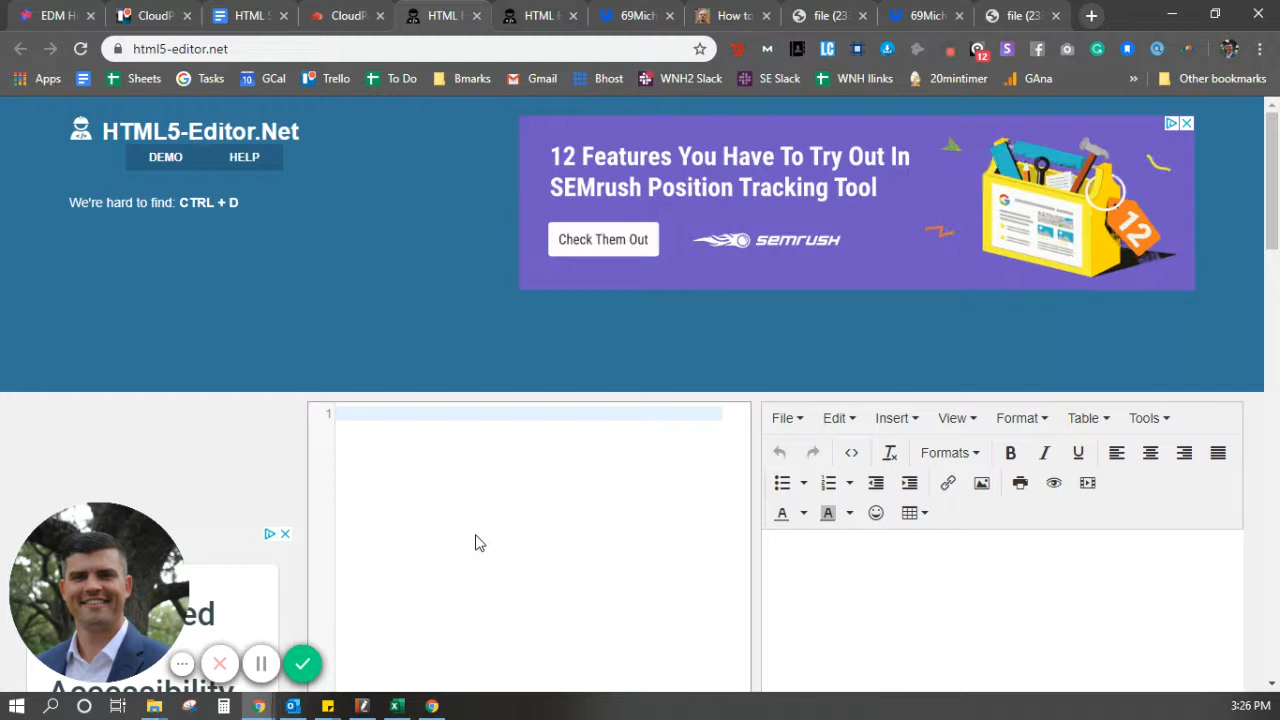 EDM H
CloudP
HTML S
CloudP
HTML E
HTML E
69Mich
How to
file (23
69Mich
file (23
html5-editor.net
12
Apps
Sheets
Tasks
GCal
Trello
To Do
Bmarks
Gmail
Bhost
WNH2 Slack
SE Slack
WNH llinks
20mintimer
GAna
»
Other bookmarks
HTML5-Editor.Net
DEMO HELP
We're hard to find: CTRL + D
12 Features You Have To Try Out In
SEMrush Position Tracking Tool
Check Them Out
SEMRUSH
12
1
File Edit Insert View Format Table Tools
Formats B I U
A A
ed
Accessibility
3:26 PM